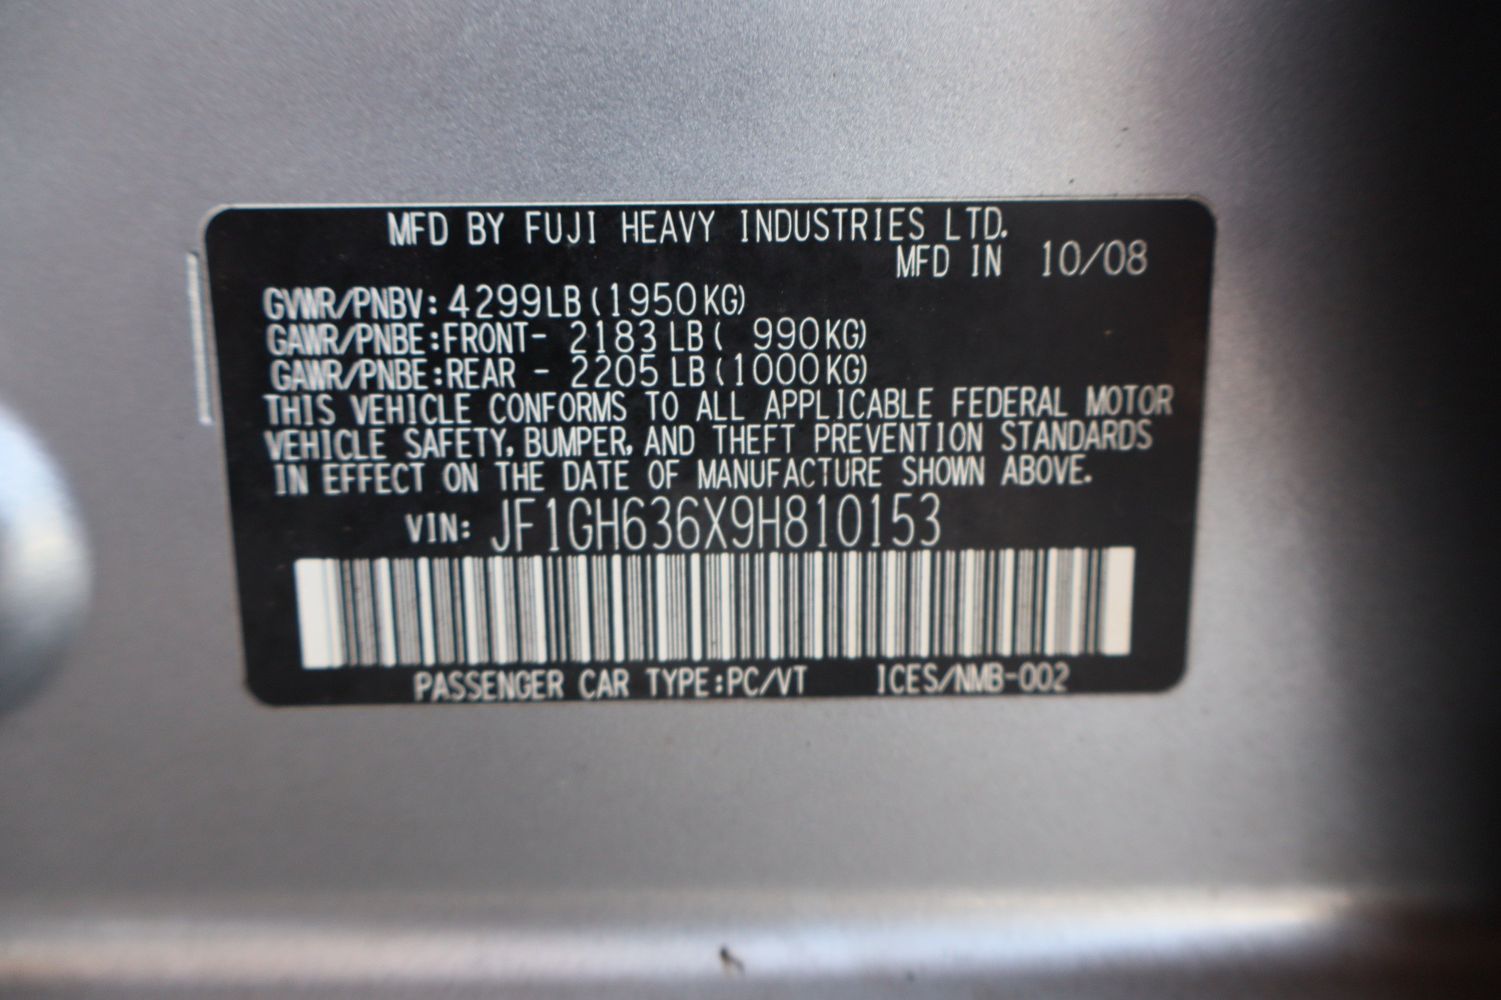 MFD BY FUJI HEAVY INDUSTRIES LTD.
MFD IN 10/08
GVWR/PNBV: 4299LB (1950KG)
GAWR/PNBE:FRONT- 2183LB ( 990KG)
GAWR/PNBE:REAR - 2205LB (1000KG)
THIS VEHICLE CONFORMS TO ALL APPLICABLE FEDERAL MOTOR
VEHICLE SAFETY, BUMPER, AND THEFT PREVENTION STANDARDS
IN EFFECT ON THE DATE OF MANUFACTURE SHOWN ABOVE.
VIN: JF1GH636X9H810153
PASSENGER CAR TYPE:PC/VT ICES/NMB-002